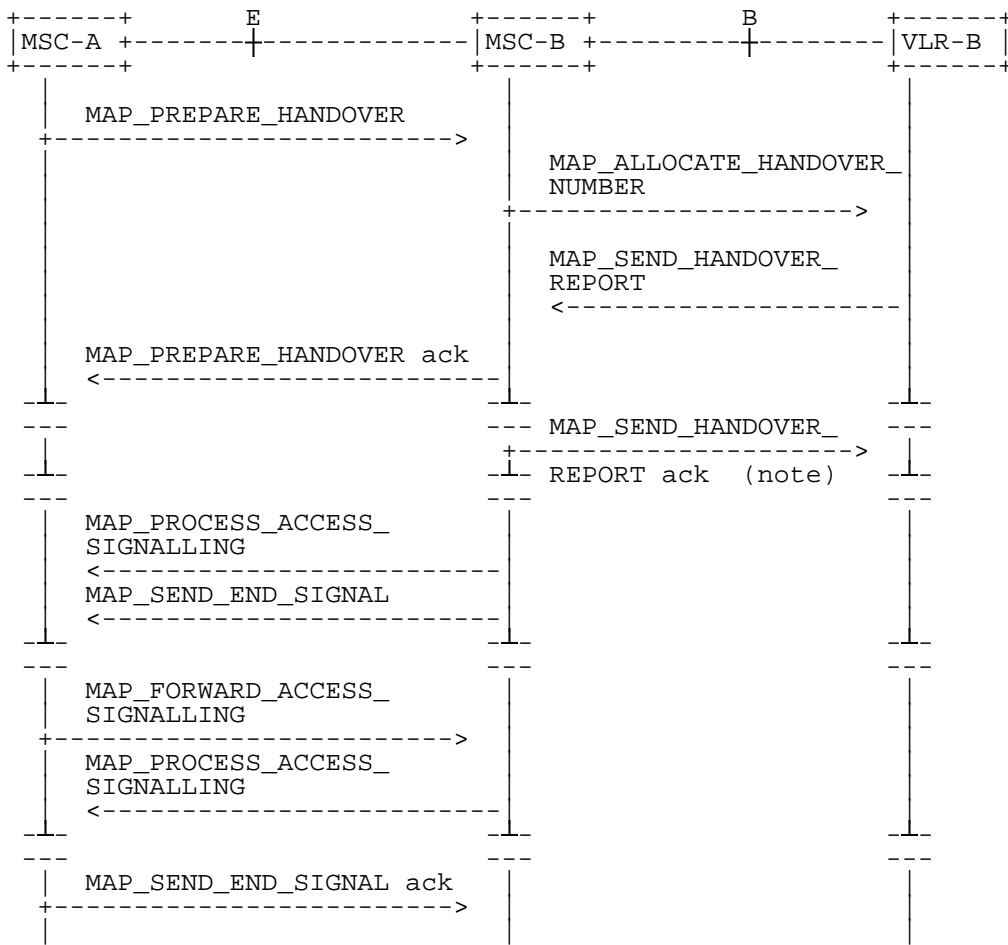 E B
MSC-A MSC-B VLR-B
MAP_PREPARE_HANDOVER
MAP_ALLOCATE_HANDOVER_
NUMBER
MAP_SEND_HANDOVER_
REPORT
MAP_PREPARE_HANDOVER ack
MAP_SEND_HANDOVER_
REPORT ack (note)
MAP_PROCESS_ACCESS_
SIGNALLING
MAP_SEND_END_SIGNAL
MAP_FORWARD_ACCESS_
SIGNALLING
MAP_PROCESS_ACCESS_
SIGNALLING
MAP_SEND_END_SIGNAL ack